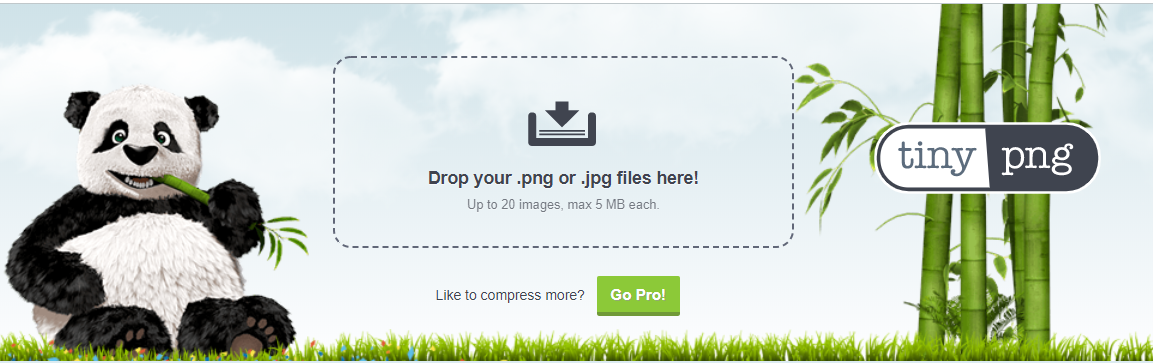 Drop your .png or .jpg files here!
Up to 20 images, max 5 MB each.
tiny png
Like to compress more? Go Pro!